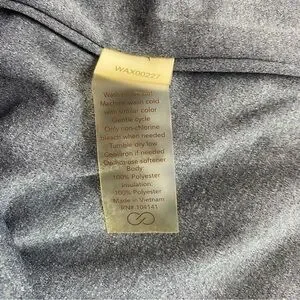 WAX00227
Wash inside out
Machine wash cold
with similar color
Gentle cycle
Only non-chlorine
bleach when needed
Tumble dry low
Cool iron if needed
Do not use softener
Body:
100% Polyester
Insulation:
100% Polyester
Made in Vietnam
RN# 104141